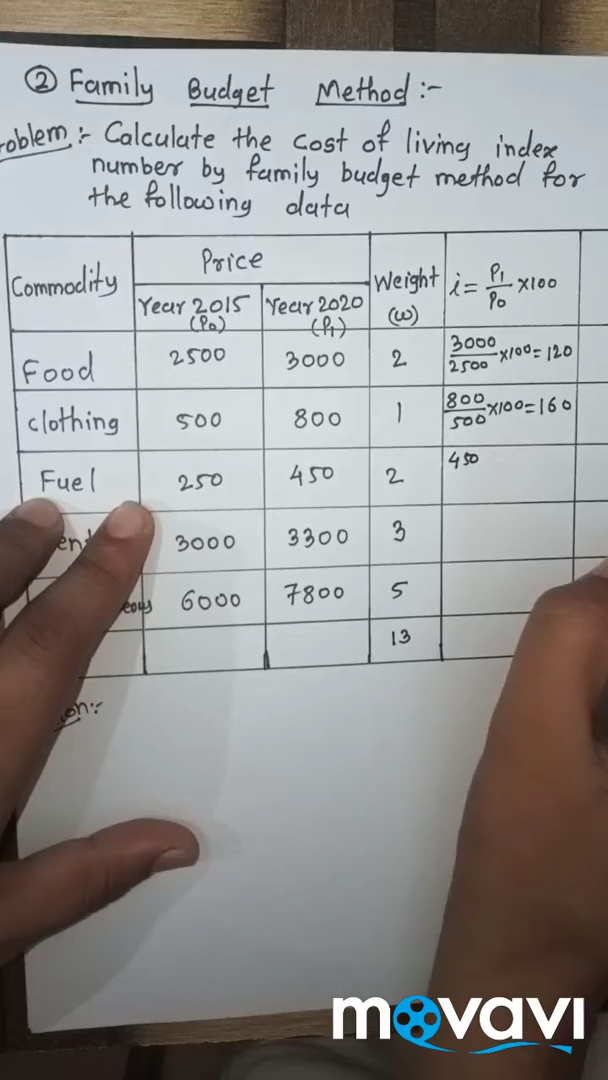 ② Family Budget Method :-
:- Calculate the cost of living index
number by family budget method for
the following data
Commodity Price Weight (ω) i = P₁/P₀ ×100
Year 2015 (P₀) Year 2020 (P₁)
Food 2500 3000 2 3000/2500 ×100 = 120
clothing 500 800 1 800/500 ×100 = 160
Fuel 250 450 2 450
3000 3300 3
6000 7800 5
13
movavi